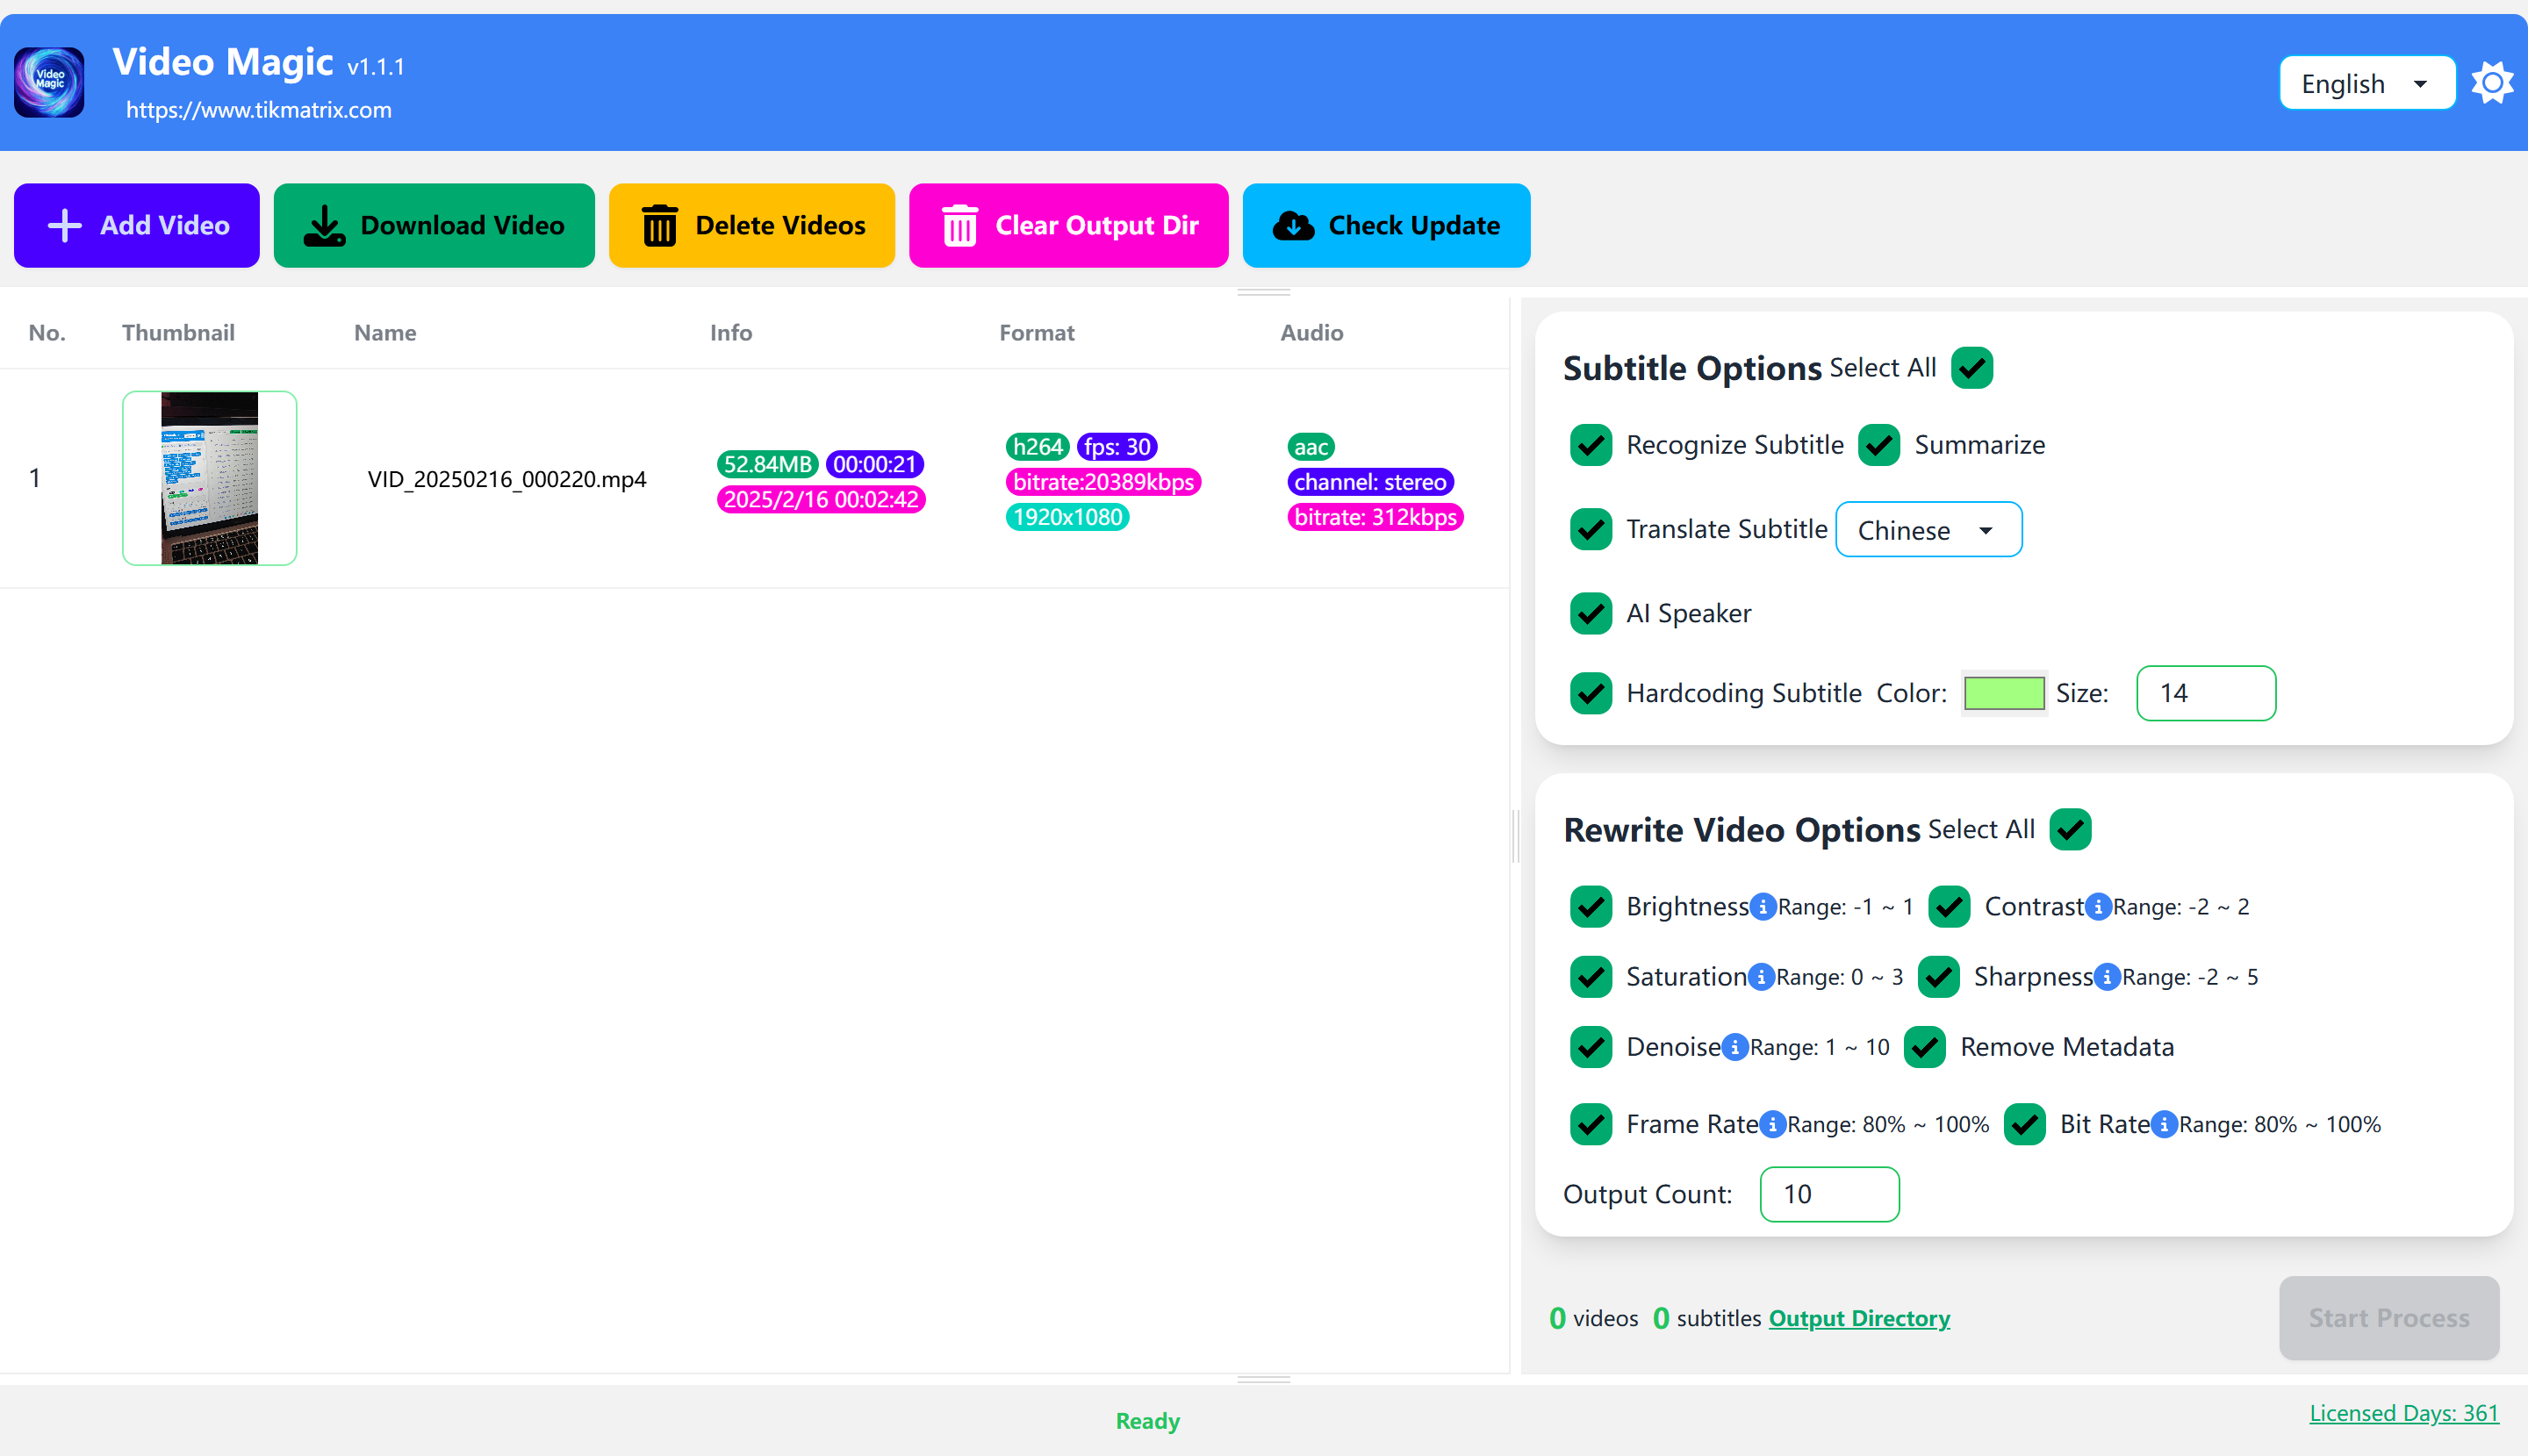 Video Magic
Video Magic v1.1.1
https://www.tikmatrix.com
English
Add Video
Download Video
Delete Videos
Clear Output Dir
Check Update
No. Thumbnail Name Info Format Audio
1 VID_20250216_000220.mp4
52.84MB 00:00:21
2025/2/16 00:02:42
h264 fps: 30
bitrate:20389kbps
1920x1080
aac
channel: stereo
bitrate: 312kbps
Subtitle Options Select All
Recognize Subtitle Summarize
Translate Subtitle Chinese
AI Speaker
Hardcoding Subtitle Color: Size: 14
Rewrite Video Options Select All
Brightness Range: -1 ~ 1 Contrast Range: -2 ~ 2
Saturation Range: 0 ~ 3 Sharpness Range: -2 ~ 5
Denoise Range: 1 ~ 10 Remove Metadata
Frame Rate Range: 80% ~ 100% Bit Rate Range: 80% ~ 100%
Output Count: 10
0 videos 0 subtitles Output Directory
Start Process
Ready
Licensed Days: 361